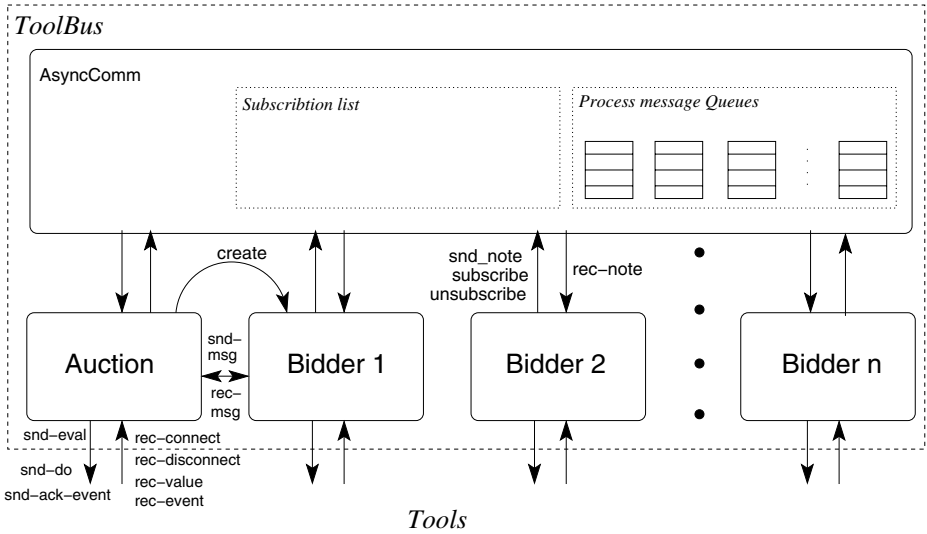 ToolBus
AsyncComm
Subscribtion list
Process message Queues
create
snd_note
subscribe
unsubscribe
rec−note
Auction
snd−
msg
rec−
msg
Bidder 1
Bidder 2
Bidder n
snd−eval
rec−connect
rec−disconnect
snd−do
rec−value
snd−ack−event
rec−event
Tools